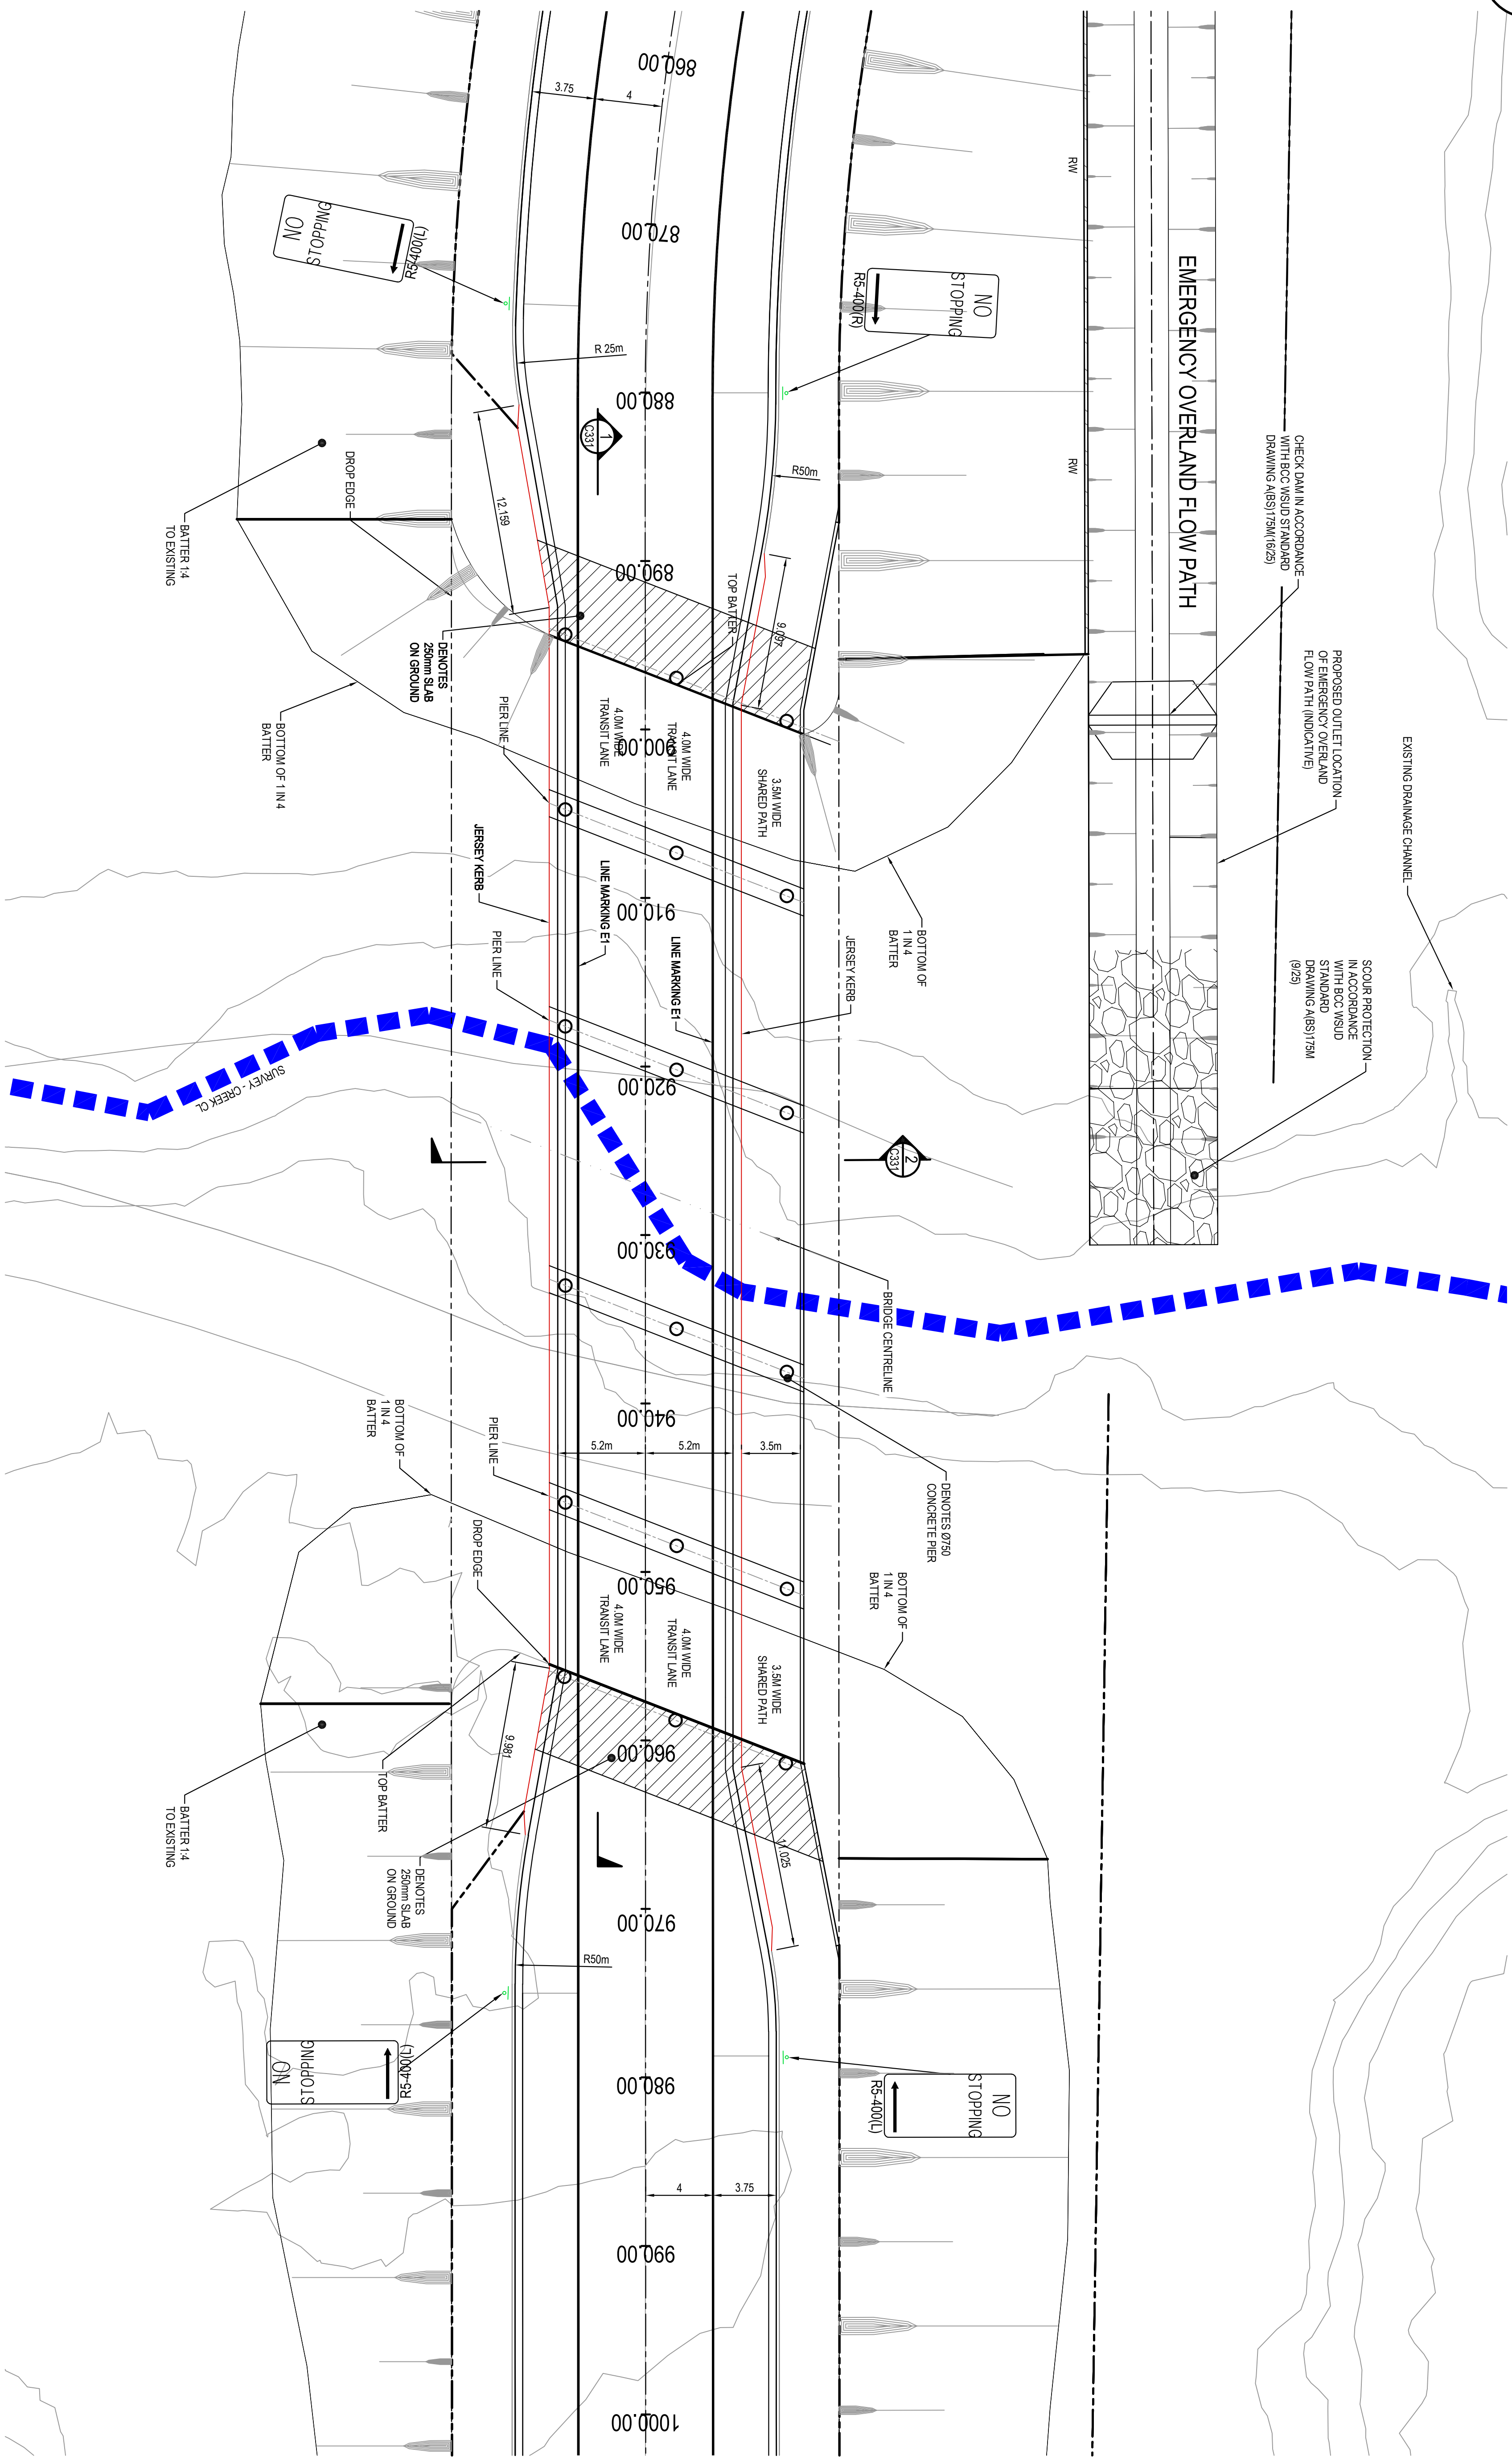 860.00
3.75
4
RW
870.00
NO
STOPPING
R5-400(L)
NO
STOPPING
R5-400(R)
EMERGENCY OVERLAND FLOW PATH
R 25m
880.00
1
C331
R50m
RW
CHECK DAM IN ACCORDANCE
WITH BCC WSUD STANDARD
DRAWING A(BS)175M(16/25)
12.159
DROP EDGE
BATTER 1:4
TO EXISTING
890.00
TOP BATTER
9.097
DENOTES
250mm SLAB
ON GROUND
PROPOSED OUTLET LOCATION
OF EMERGENCY OVERLAND
FLOW PATH (INDICATIVE)
BOTTOM OF 1 IN 4
BATTER
PIER LINE
4.0M WIDE
TRANSIT LANE
900.00
4.0M WIDE
TRANSIT LANE
3.5M WIDE
SHARED PATH
EXISTING DRAINAGE CHANNEL
JERSEY KERB
LINE MARKING E1
910.00
BOTTOM OF
1 IN 4
BATTER
PIER LINE
LINE MARKING E1
JERSEY KERB
SCOUR PROTECTION
IN ACCORDANCE
WITH BCC WSUD
STANDARD
DRAWING A(BS)175M
(9/25)
SURVEY - CREEK CL
920.00
2
C331
930.00
BRIDGE CENTRELINE
BOTTOM OF
1 IN 4
BATTER
940.00
PIER LINE
5.2m
5.2m
3.5m
DENOTES Ø750
CONCRETE PIER
DROP EDGE
950.00
BOTTOM OF
1 IN 4
BATTER
4.0M WIDE
TRANSIT LANE
4.0M WIDE
TRANSIT LANE
3.5M WIDE
SHARED PATH
9.981
960.00
TOP BATTER
BATTER 1:4
TO EXISTING
11.025
DENOTES
250mm SLAB
ON GROUND
970.00
R50m
NO
STOPPING
R5-400(L)
980.00
NO
STOPPING
R5-400(L)
4
3.75
990.00
1000.00